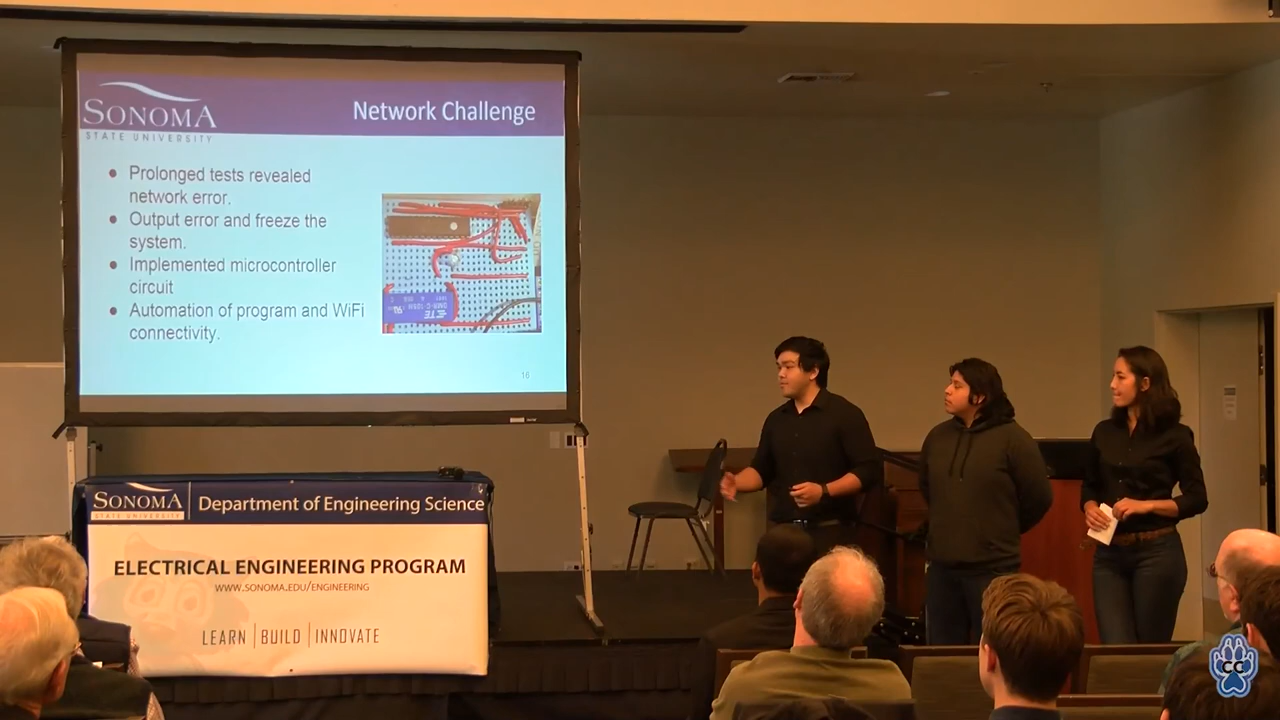 SONOMA
STATE UNIVERSITY
Network Challenge
● Prolonged tests revealed
network error.
● Output error and freeze the
system.
● Implemented microcontroller
circuit
● Automation of program and WiFi
connectivity.
16
SONOMA
STATE UNIVERSITY
Department of Engineering Science
ELECTRICAL ENGINEERING PROGRAM
WWW.SONOMA.EDU/ENGINEERING
LEARN | BUILD | INNOVATE
CC